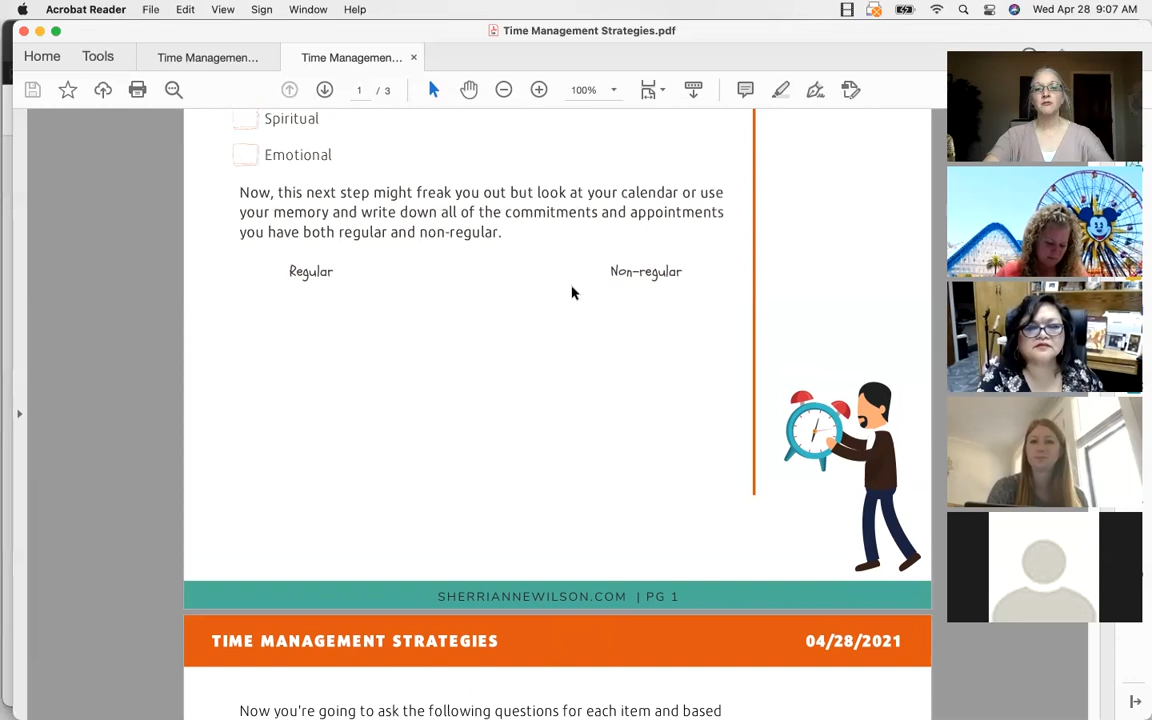 Acrobat Reader File Edit View Sign Window Help Wed Apr 28 9:07 AM
Time Management Strategies.pdf
Home Tools Time Managemen... Time Managemen... ×
1 / 3 100%
Spiritual
Emotional
Now, this next step might freak you out but look at your calendar or use
your memory and write down all of the commitments and appointments
you have both regular and non-regular.
Regular Non-regular
SHERRIANNEWILSON.COM | PG 1
TIME MANAGEMENT STRATEGIES 04/28/2021
Now you're going to ask the following questions for each item and based